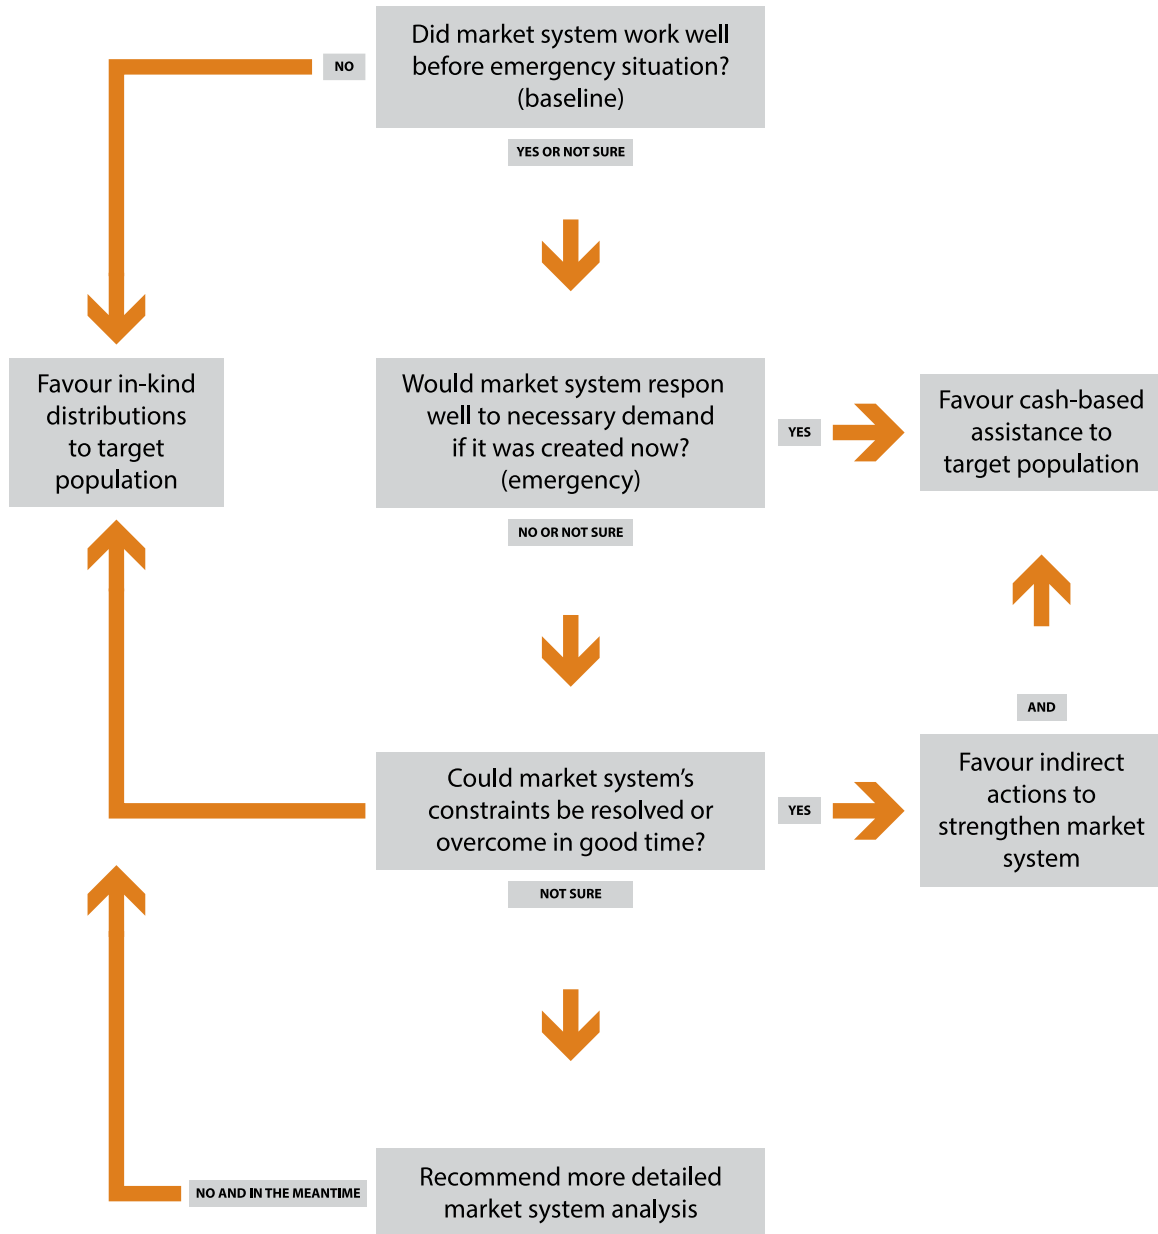 Did market system work well
before emergency situation?
(baseline)
NO
YES OR NOT SURE
Favour in-kind
distributions
to target
population
Would market system respon
well to necessary demand
if it was created now?
(emergency)
YES
Favour cash-based
assistance to
target population
NO OR NOT SURE
AND
Could market system’s
constraints be resolved or
overcome in good time?
YES
Favour indirect
actions to
strengthen market
system
NOT SURE
NO AND IN THE MEANTIME
Recommend more detailed
market system analysis